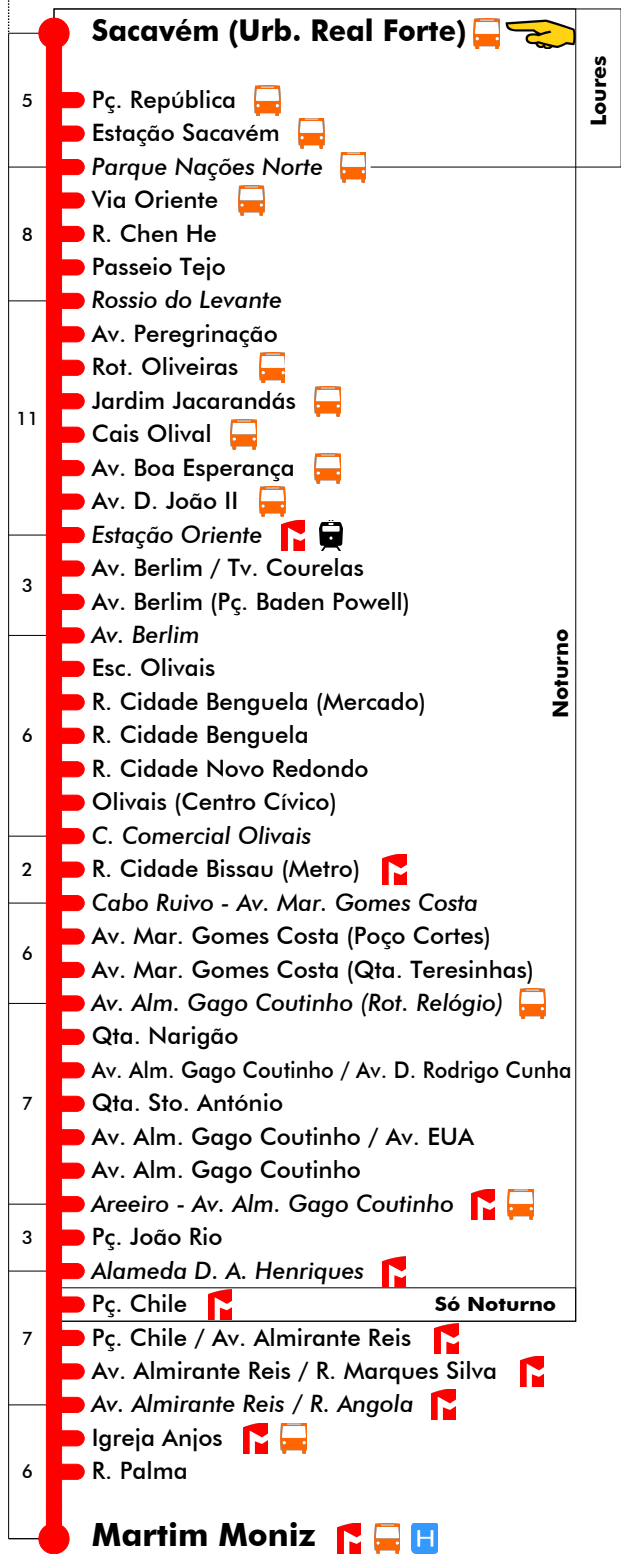 Sacavém (Urb. Real Forte)
Loures
5
Pç. República
Estação Sacavém
Parque Nações Norte
Via Oriente
8
R. Chen He
Passeio Tejo
Rossio do Levante
Av. Peregrinação
Rot. Oliveiras
Jardim Jacarandás
11
Cais Olival
Av. Boa Esperança
Av. D. João II
Estação Oriente
Av. Berlim / Tv. Courelas
3
Av. Berlim (Pç. Baden Powell)
Av. Berlim
Noturno
Esc. Olivais
R. Cidade Benguela (Mercado)
6
R. Cidade Benguela
R. Cidade Novo Redondo
Olivais (Centro Cívico)
C. Comercial Olivais
2
R. Cidade Bissau (Metro)
Cabo Ruivo - Av. Mar. Gomes Costa
Av. Mar. Gomes Costa (Poço Cortes)
6
Av. Mar. Gomes Costa (Qta. Teresinhas)
Av. Alm. Gago Coutinho (Rot. Relógio)
Qta. Narigão
Av. Alm. Gago Coutinho / Av. D. Rodrigo Cunha
7
Qta. Sto. António
Av. Alm. Gago Coutinho / Av. EUA
Av. Alm. Gago Coutinho
Areeiro - Av. Alm. Gago Coutinho
3
Pç. João Rio
Alameda D. A. Henriques
Pç. Chile
Só Noturno
7
Pç. Chile / Av. Almirante Reis
Av. Almirante Reis / R. Marques Silva
Av. Almirante Reis / R. Angola
Igreja Anjos
6
R. Palma
Martim Moniz
H